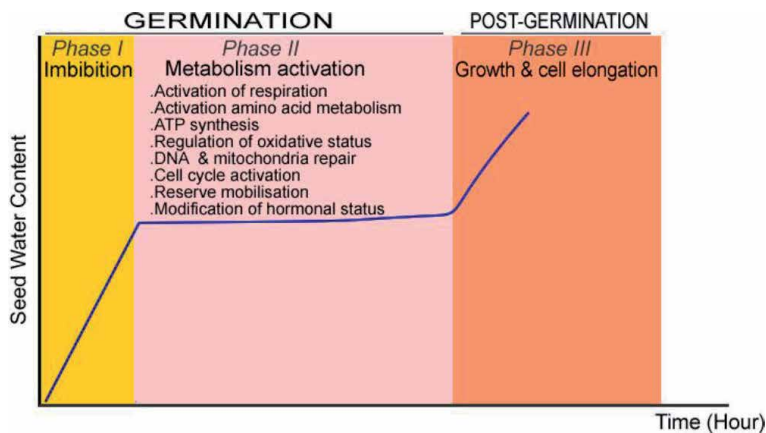 GERMINATION
POST-GERMINATION
Phase I
Imbibition
Phase II
Metabolism activation
.Activation of respiration
.Activation amino acid metabolism
.ATP synthesis
.Regulation of oxidative status
.DNA & mitochondria repair
.Cell cycle activation
.Reserve mobilisation
.Modification of hormonal status
Phase III
Growth & cell elongation
Seed Water Content
Time (Hour)